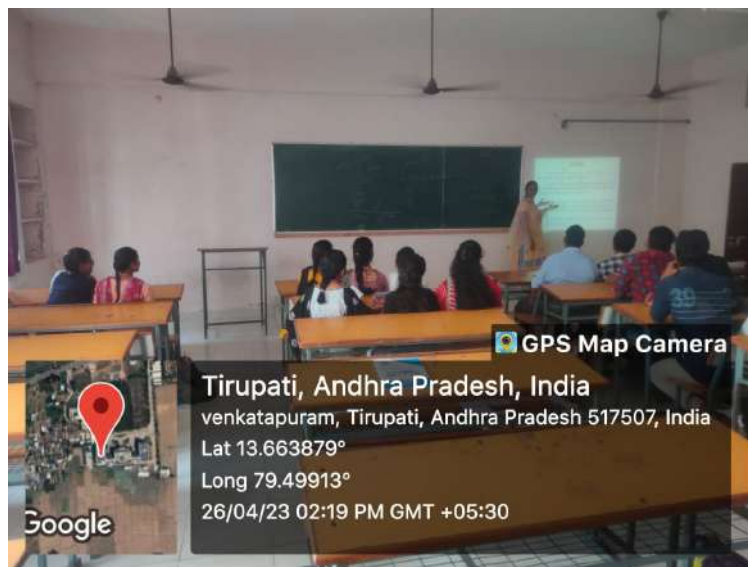 39
GPS Map Camera
Tirupati, Andhra Pradesh, India
venkatapuram, Tirupati, Andhra Pradesh 517507, India
Lat 13.663879°
Long 79.49913°
26/04/23 02:19 PM GMT +05:30
Google